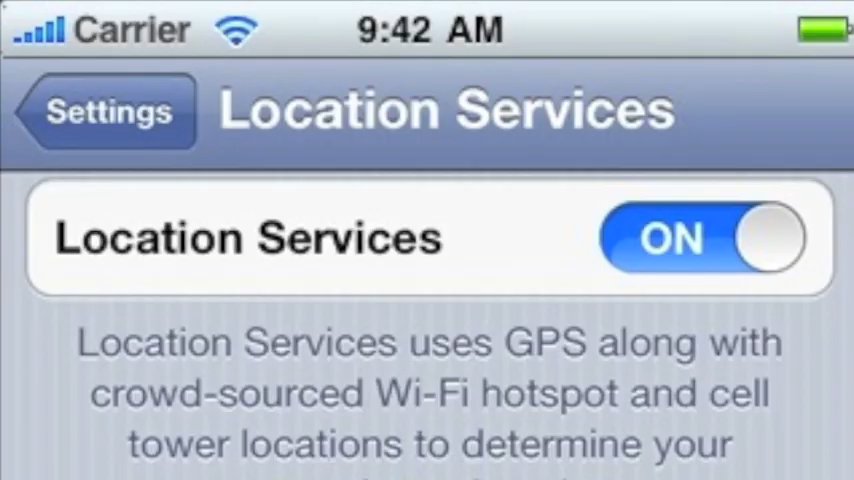 Carrier 9:42 AM
Settings Location Services
Location Services ON
Location Services uses GPS along with
crowd-sourced Wi-Fi hotspot and cell
tower locations to determine your